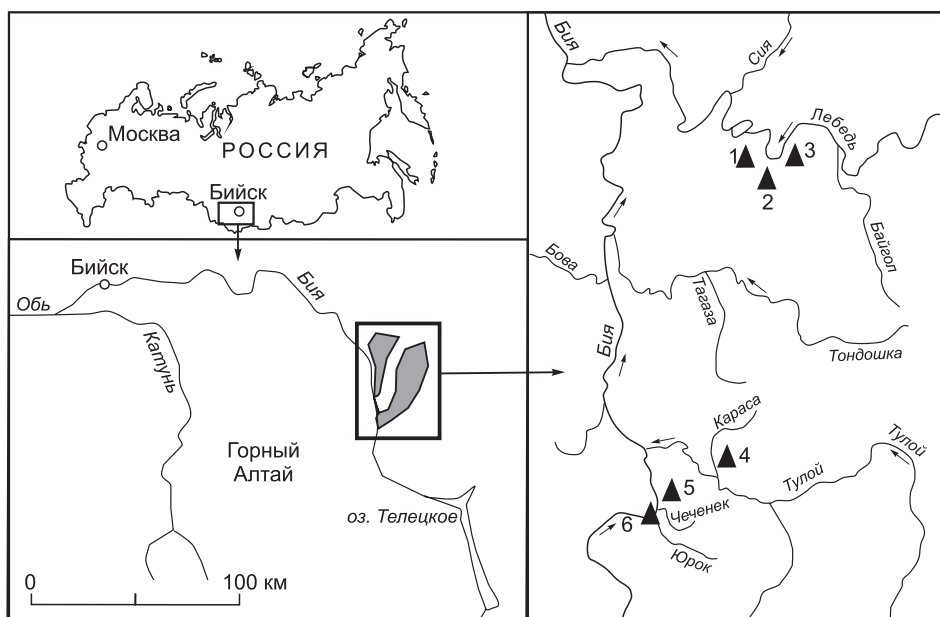 Москва
РОССИЯ
Бийск
Бийск
Обь
Бия
Катунь
Горный
Алтай
оз. Телецкое
0
100 км
Бия
Сия
Лебедь
1
3
2
Байгол
Бова
Тагаза
Бия
Тондошка
Караса
4
Тулой
Тулой
5
Чеченек
6
Юрок